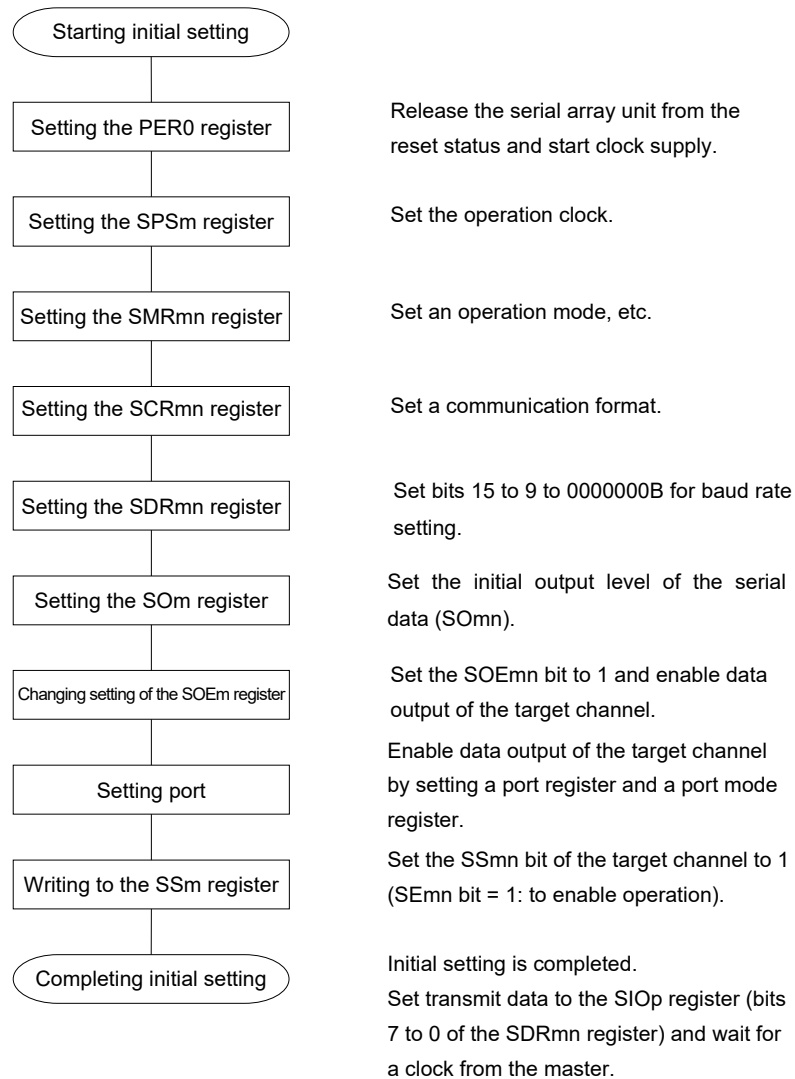 Starting initial setting
Setting the PER0 register
Release the serial array unit from the
reset status and start clock supply.
Setting the SPSm register
Set the operation clock.
Setting the SMRmn register
Set an operation mode, etc.
Setting the SCRmn register
Set a communication format.
Setting the SDRmn register
Set bits 15 to 9 to 0000000B for baud rate
setting.
Setting the SOm register
Set the initial output level of the serial
data (SOmn).
Changing setting of the SOEm register
Set the SOEmn bit to 1 and enable data
output of the target channel.
Setting port
Enable data output of the target channel
by setting a port register and a port mode
register.
Writing to the SSm register
Set the SSmn bit of the target channel to 1
(SEmn bit = 1: to enable operation).
Completing initial setting
Initial setting is completed.
Set transmit data to the SIOp register (bits
7 to 0 of the SDRmn register) and wait for
a clock from the master.